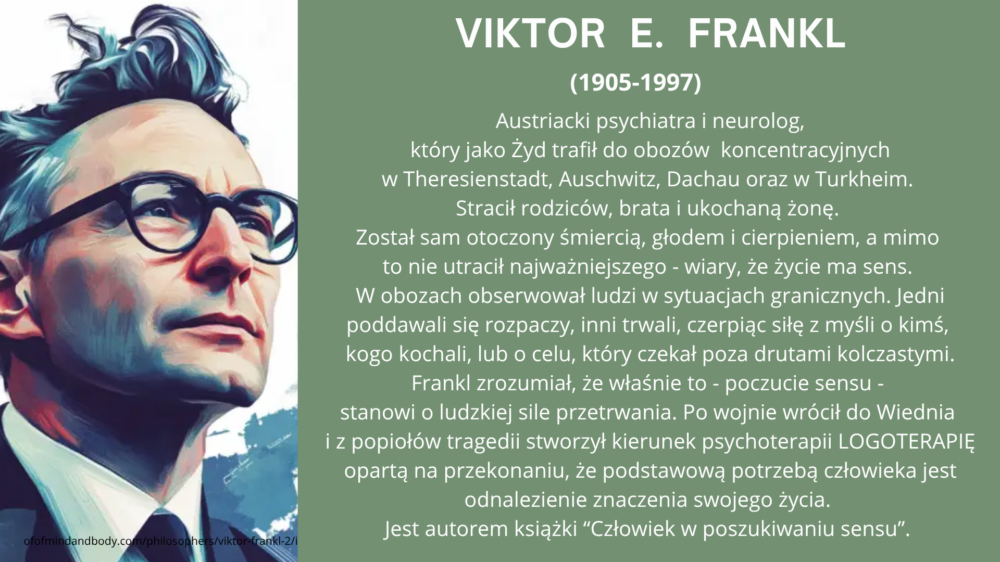 VIKTOR E. FRANKL
(1905-1997)
Austriacki psychiatra i neurolog,
który jako Żyd trafił do obozów koncentracyjnych
w Theresienstadt, Auschwitz, Dachau oraz w Turkheim.
Stracił rodziców, brata i ukochaną żonę.
Został sam otoczony śmiercią, głodem i cierpieniem, a mimo
to nie utracił najważniejszego - wiary, że życie ma sens.
W obozach obserwował ludzi w sytuacjach granicznych. Jedni
poddawali się rozpaczy, inni trwali, czerpiąc siłę z myśli o kimś,
kogo kochali, lub o celu, który czekał poza drutami kolczastymi.
Frankl zrozumiał, że właśnie to - poczucie sensu -
stanowi o ludzkiej sile przetrwania. Po wojnie wrócił do Wiednia
i z popiołów tragedii stworzył kierunek psychoterapii LOGOTERAPIĘ
opartą na przekonaniu, że podstawową potrzebą człowieka jest
odnalezienie znaczenia swojego życia.
Jest autorem książki “Człowiek w poszukiwaniu sensu”.
ofofmindandbody.com/philosophers/viktor-frankl-2/i